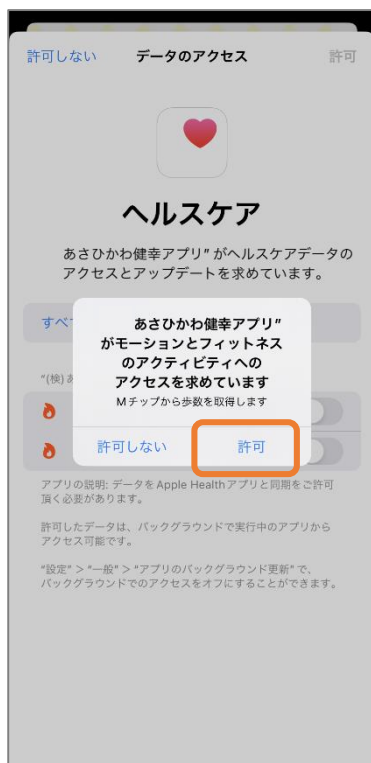 許可しない データのアクセス 許可
ヘルスケア
あさひかわ健幸アプリ" がヘルスケアデータの
アクセスとアップデートを求めています。
すべ
あさひかわ健幸アプリ"
がモーションとフィットネス
のアクティビティへの
アクセスを求めています
Mチップから歩数を取得します
"(検) あ
許可しない 許可
アプリの説明: データを Apple Health アプリと同期をご許可
頂く必要があります。
許可したデータは、バックグラウンドで実行中のアプリから
アクセス可能です。
"設定" > "一般" > "アプリのバックグラウンド更新" で、
バックグラウンドでのアクセスをオフにすることができます。